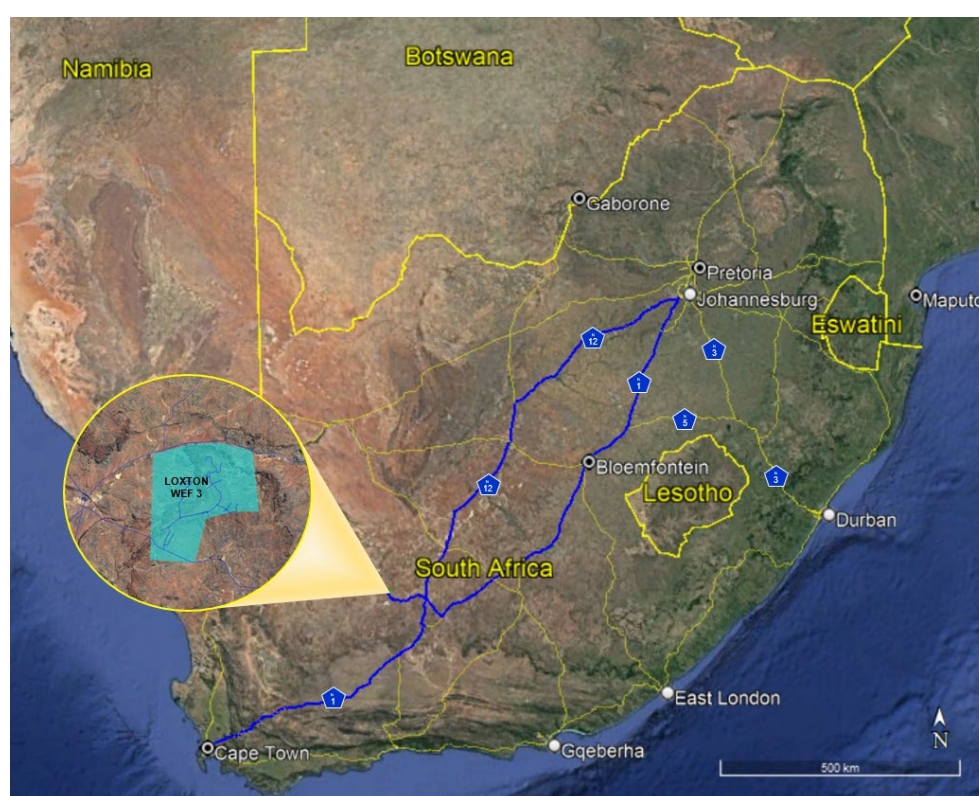 Namibia
Botswana
Gaborone
Pretoria
Johannesburg
Maputo
Eswatini
N
12
N
3
N
1
N
5
LOXTON
WEF 3
Bloemfontein
N
12
Lesotho
N
3
Durban
South Africa
N
1
East London
Cape Town
Gqeberha
N
500 km